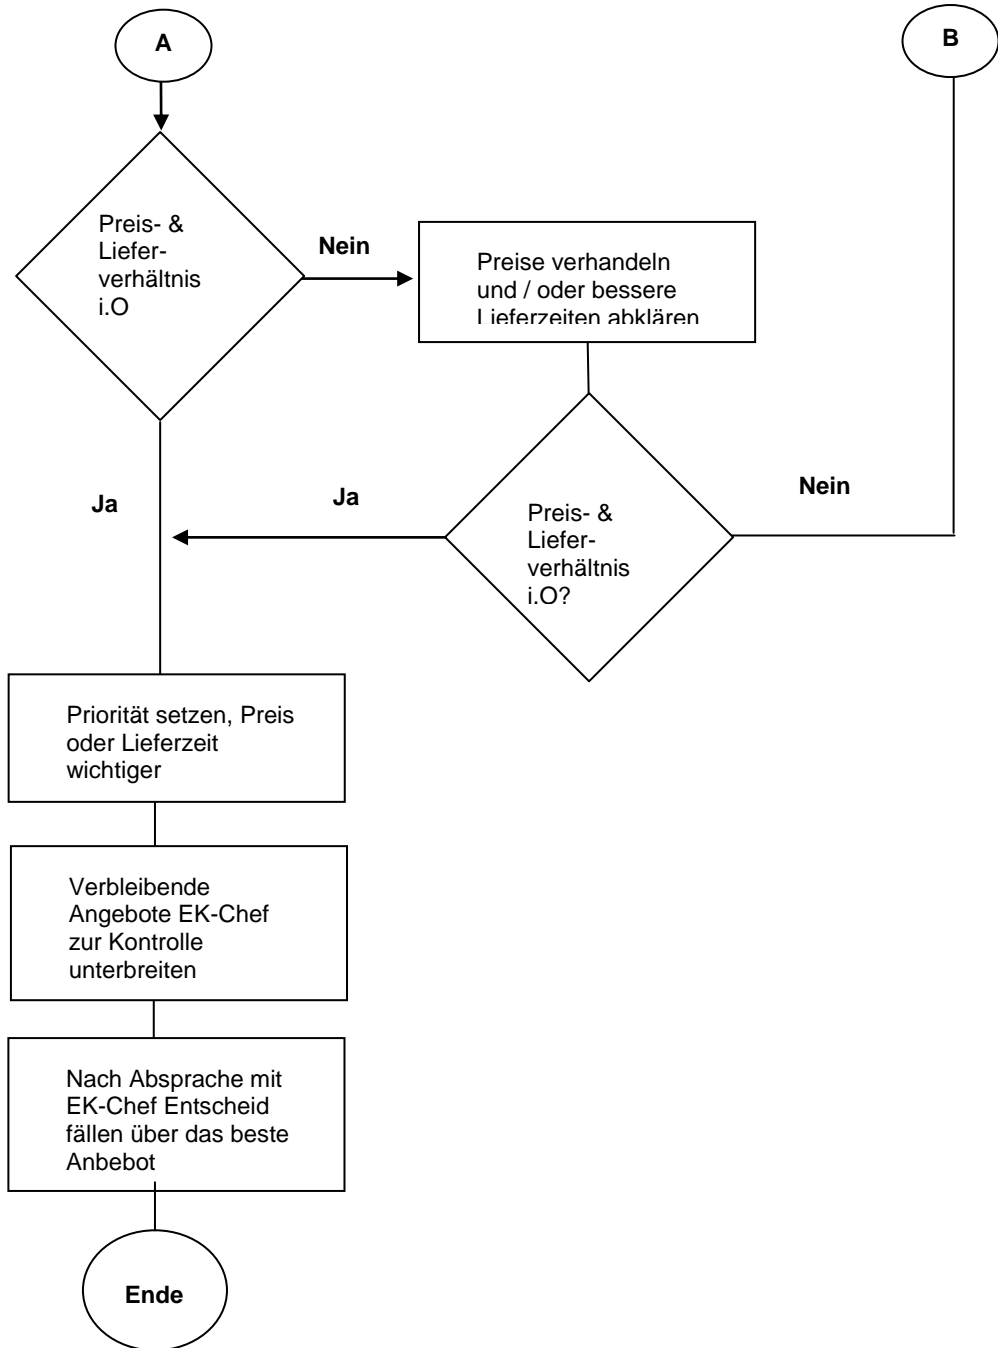 A
B
Preis- &
Liefer-
verhältnis
i.O
Nein
Preise verhandeln
und / oder bessere
Lieferzeiten abklären
Ja
Ja
Nein
Preis- &
Liefer-
verhältnis
i.O?
Priorität setzen, Preis
oder Lieferzeit
wichtiger
Verbleibende
Angebote EK-Chef
zur Kontrolle
unterbreiten
Nach Absprache mit
EK-Chef Entscheid
fällen über das beste
Anbebot
Ende